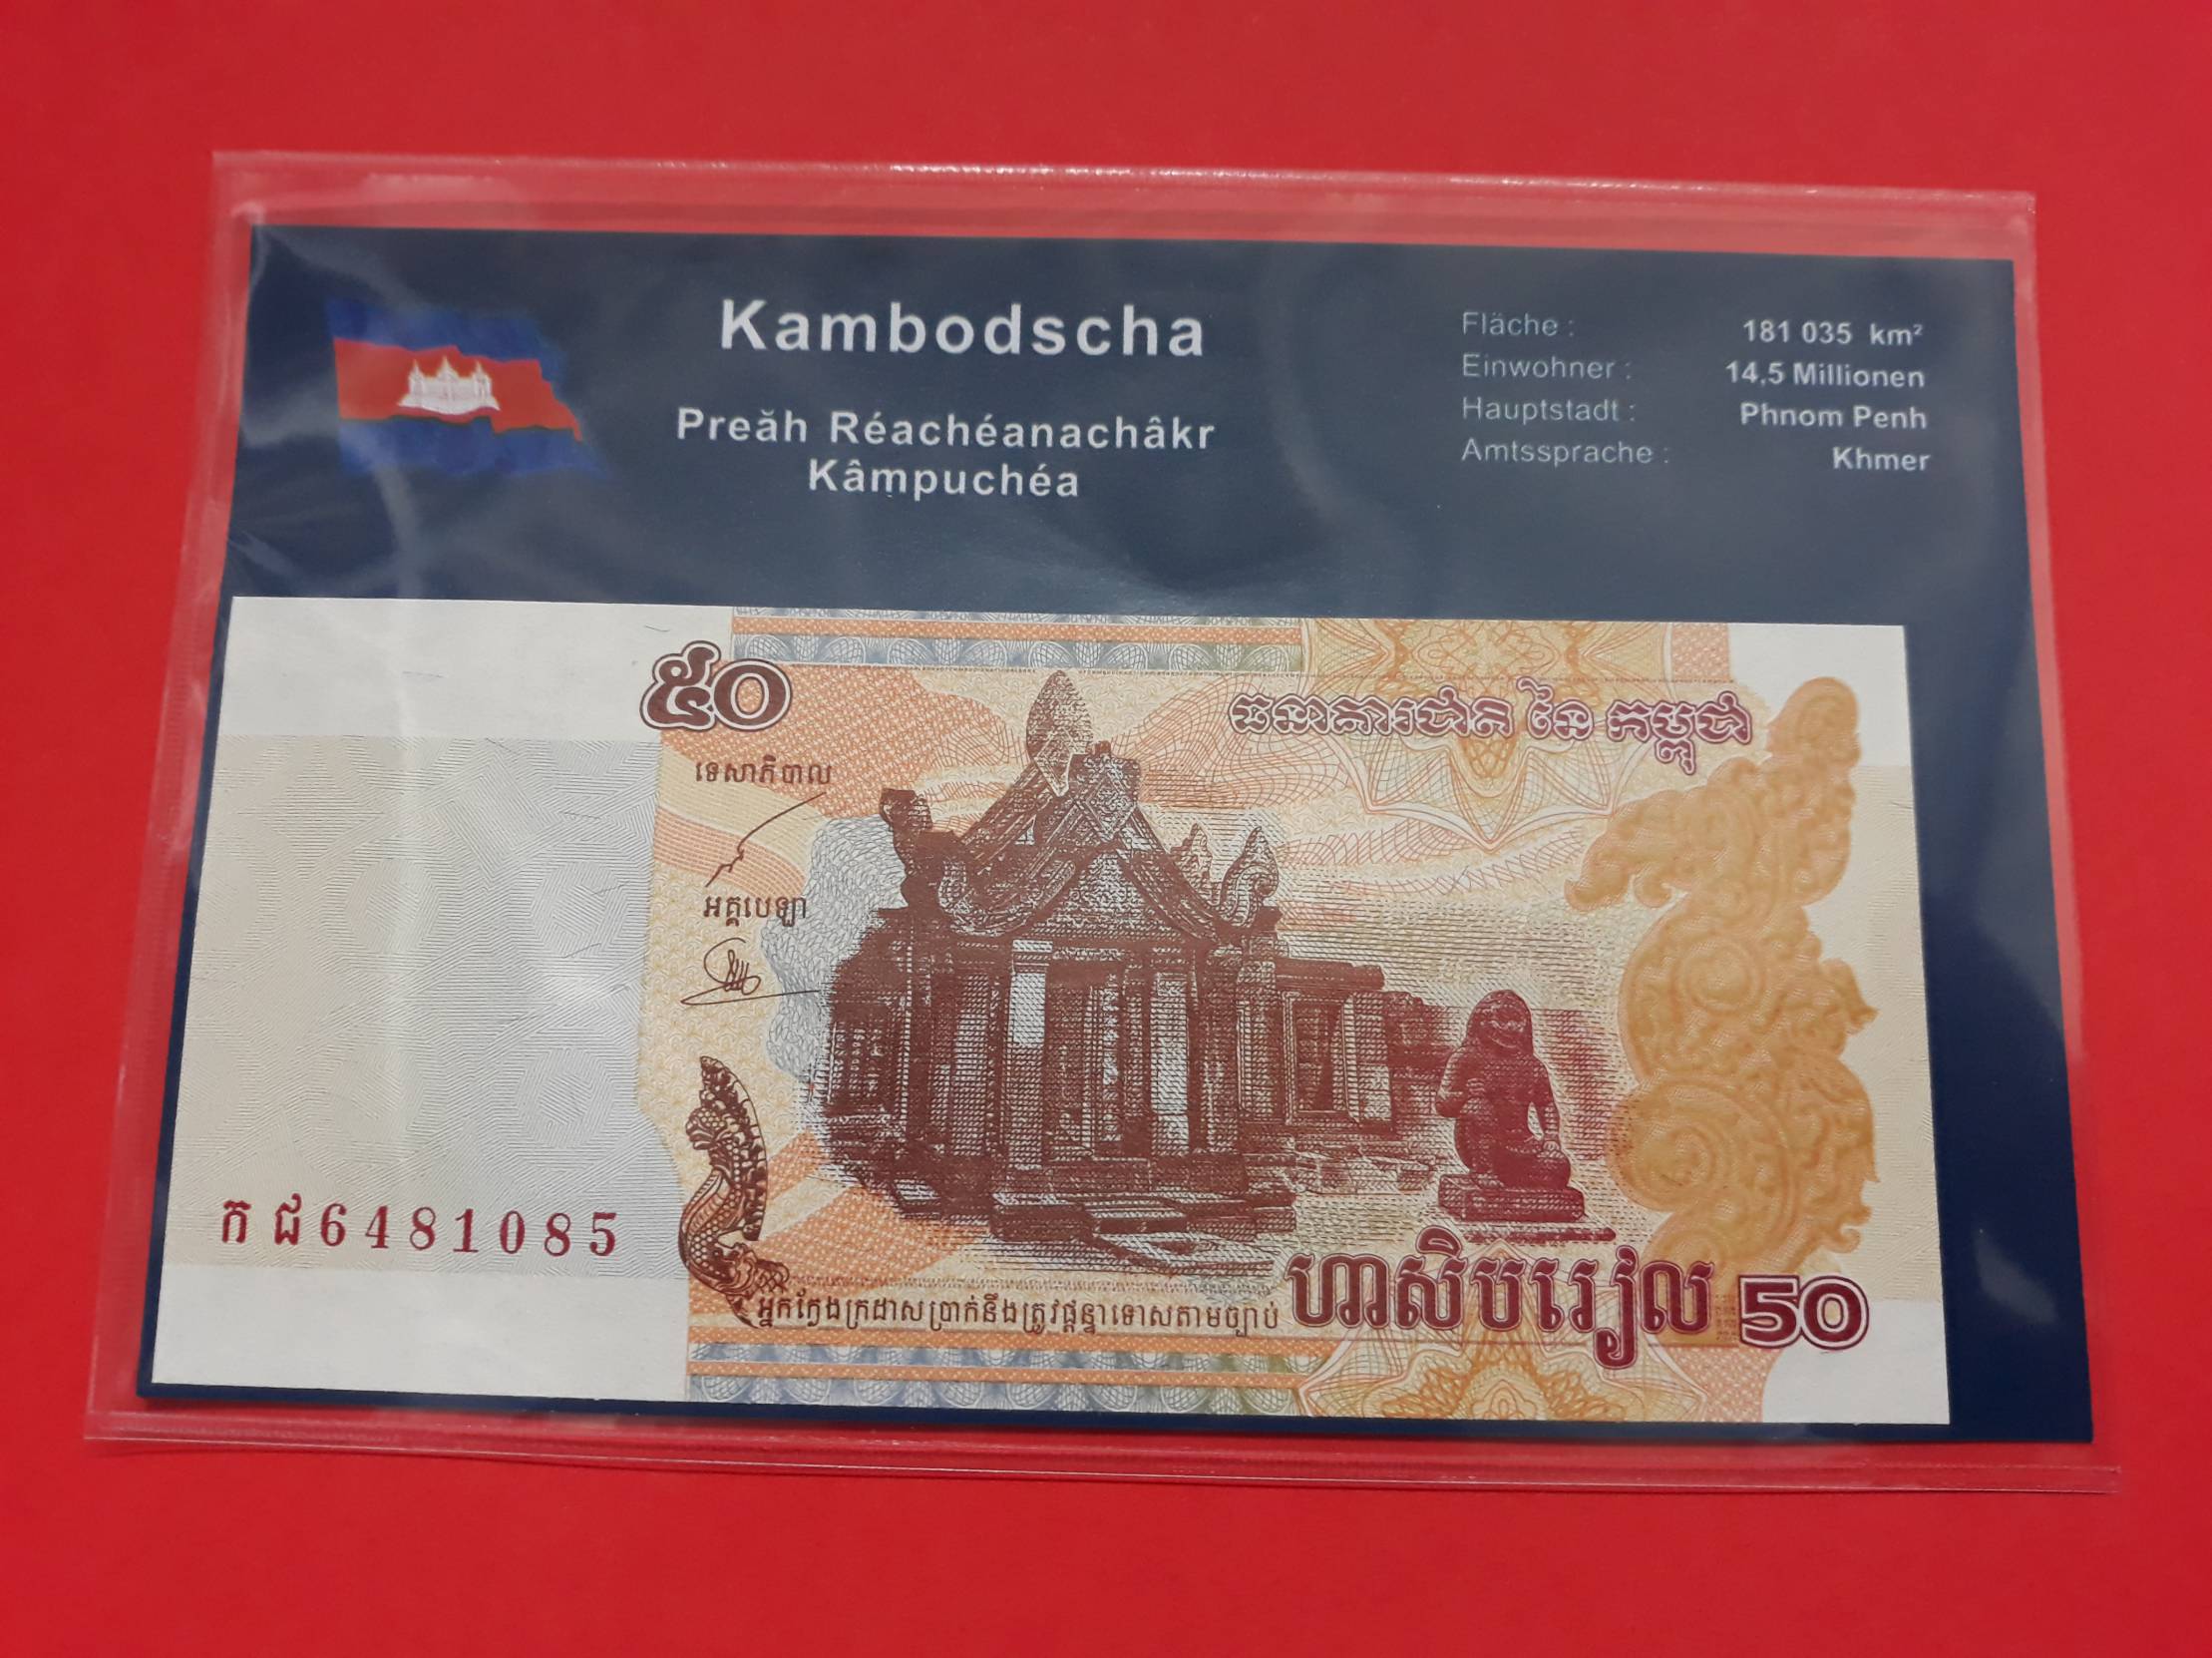 Kambodscha
Preăh Réachéanachâkr
Kâmpuchéa
Fläche : 181 035 km²
Einwohner : 14,5 Millionen
Hauptstadt : Phnom Penh
Amtssprache : Khmer
៥០
ធនាគារជាតិ នៃ កម្ពុជា
ទេសាភិបាល
អគ្គបេឡា
ក ជ 6481085
អ្នកក្លែងក្រដាសប្រាក់នឹងត្រូវផ្តន្ទាទោសតាមច្បាប់
ហាសិបរៀល 50